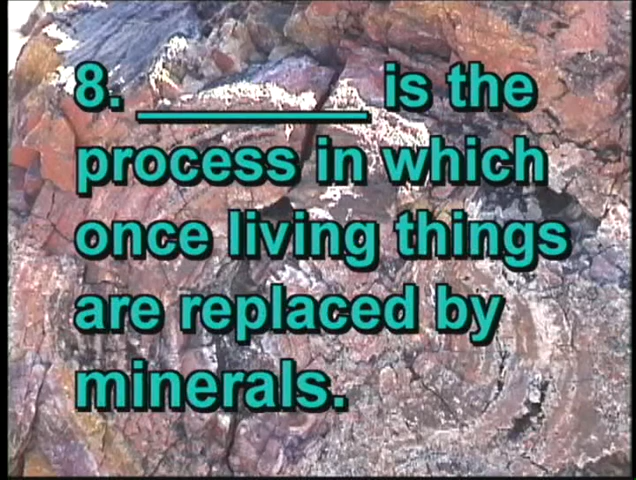 8. ________ is the
process in which
once living things
are replaced by
minerals.